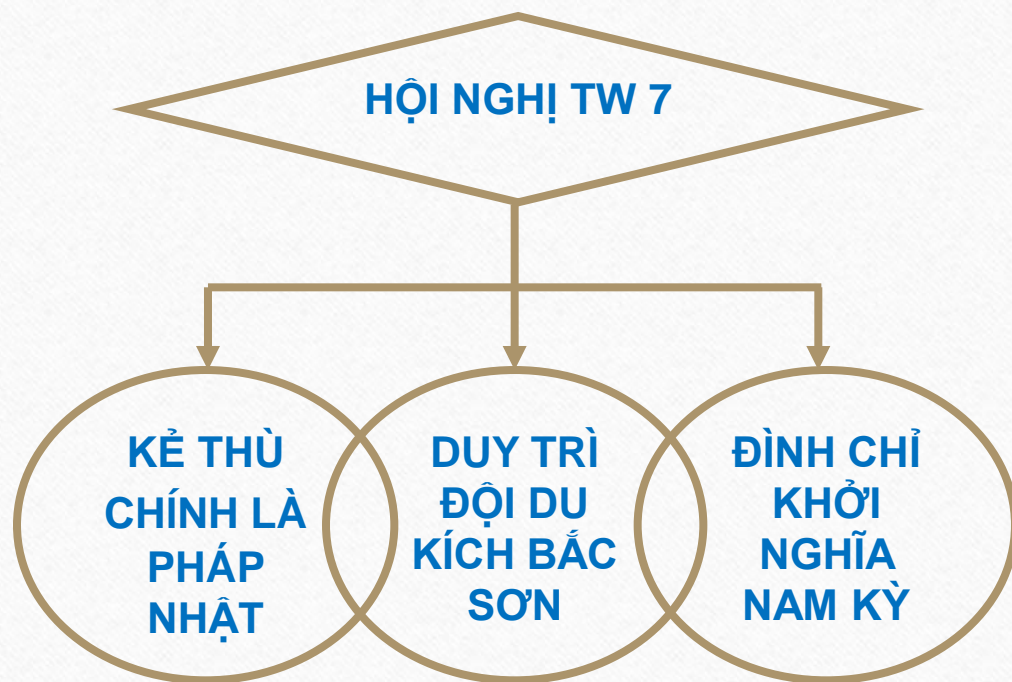 HỘI NGHỊ TW 7
KẺ THÙ
CHÍNH LÀ
PHÁP
NHẬT
DUY TRÌ
ĐỘI DU
KÍCH BẮC
SƠN
ĐÌNH CHỈ
KHỞI
NGHĨA
NAM KỲ